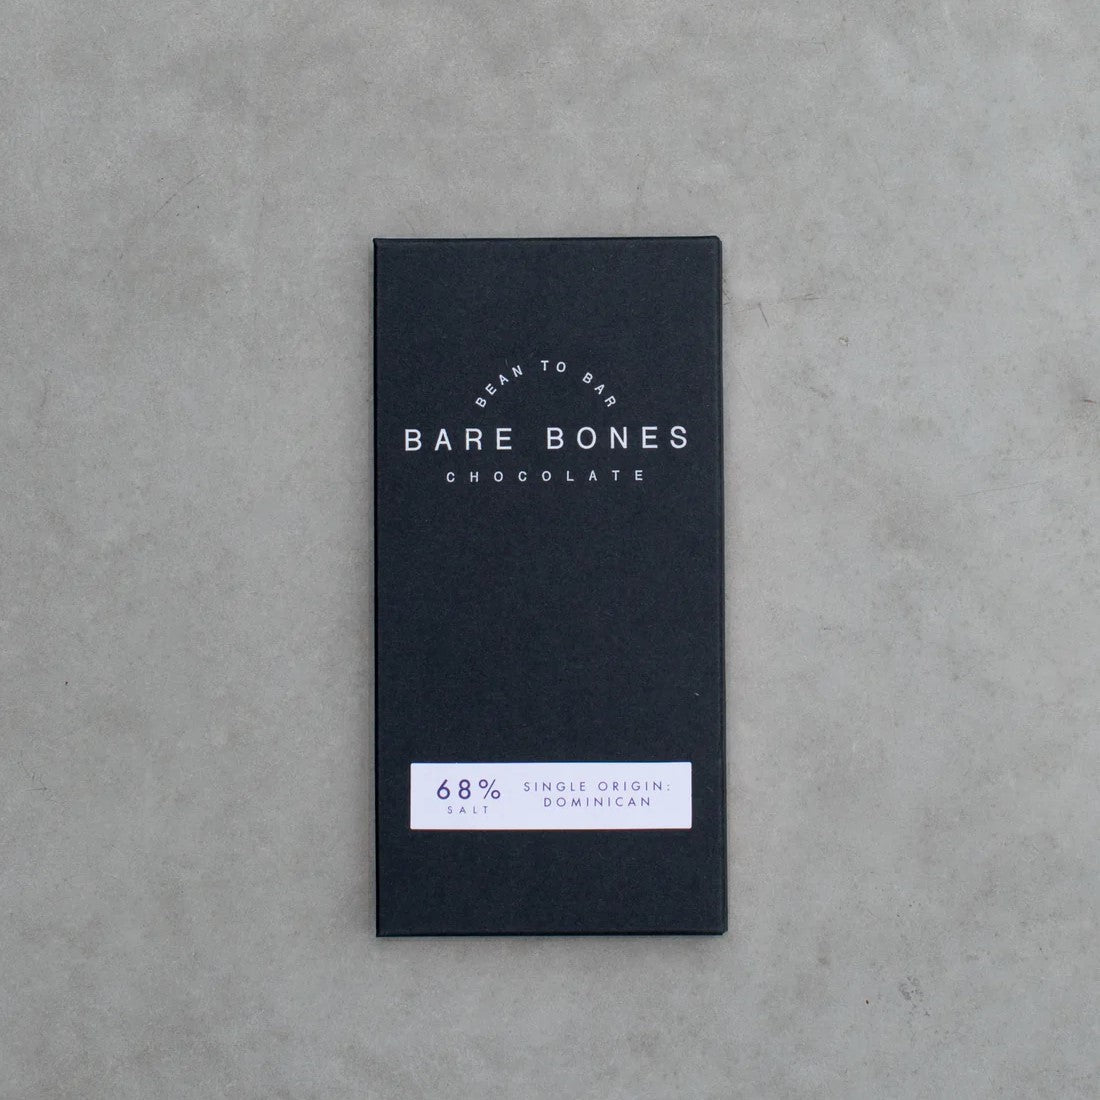 BEAN TO BAR
BARE BONES
CHOCOLATE
68%
SALT
SINGLE ORIGIN:
DOMINICAN